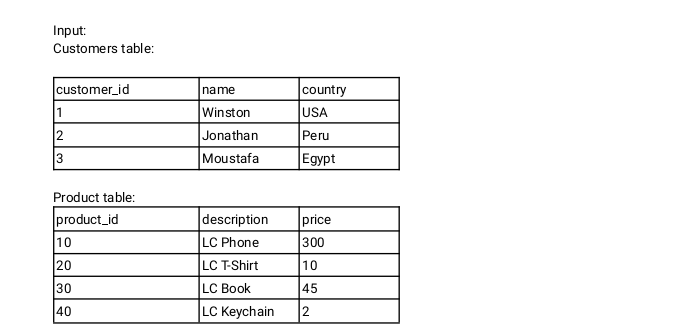 Input:
Customers table:
customer_id name country
1 Winston USA
2 Jonathan Peru
3 Moustafa Egypt
Product table:
product_id description price
10 LC Phone 300
20 LC T-Shirt 10
30 LC Book 45
40 LC Keychain 2